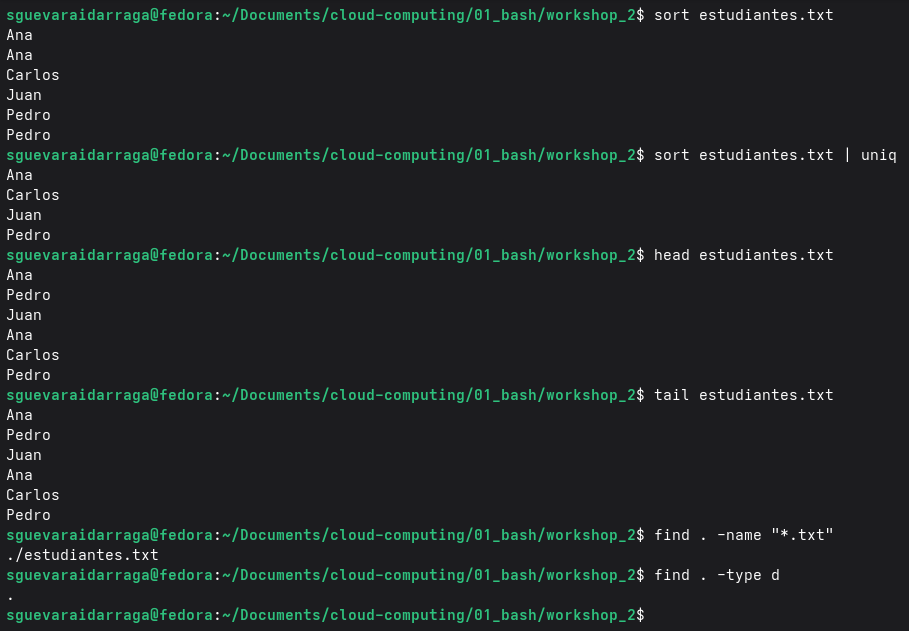 sguevaraidarraga@fedora:~/Documents/cloud-computing/01_bash/workshop_2$ sort estudiantes.txt
Ana
Ana
Carlos
Juan
Pedro
Pedro
sguevaraidarraga@fedora:~/Documents/cloud-computing/01_bash/workshop_2$ sort estudiantes.txt | uniq
Ana
Carlos
Juan
Pedro
sguevaraidarraga@fedora:~/Documents/cloud-computing/01_bash/workshop_2$ head estudiantes.txt
Ana
Pedro
Juan
Ana
Carlos
Pedro
sguevaraidarraga@fedora:~/Documents/cloud-computing/01_bash/workshop_2$ tail estudiantes.txt
Ana
Pedro
Juan
Ana
Carlos
Pedro
sguevaraidarraga@fedora:~/Documents/cloud-computing/01_bash/workshop_2$ find . -name "*.txt"
./estudiantes.txt
sguevaraidarraga@fedora:~/Documents/cloud-computing/01_bash/workshop_2$ find . -type d
.
sguevaraidarraga@fedora:~/Documents/cloud-computing/01_bash/workshop_2$